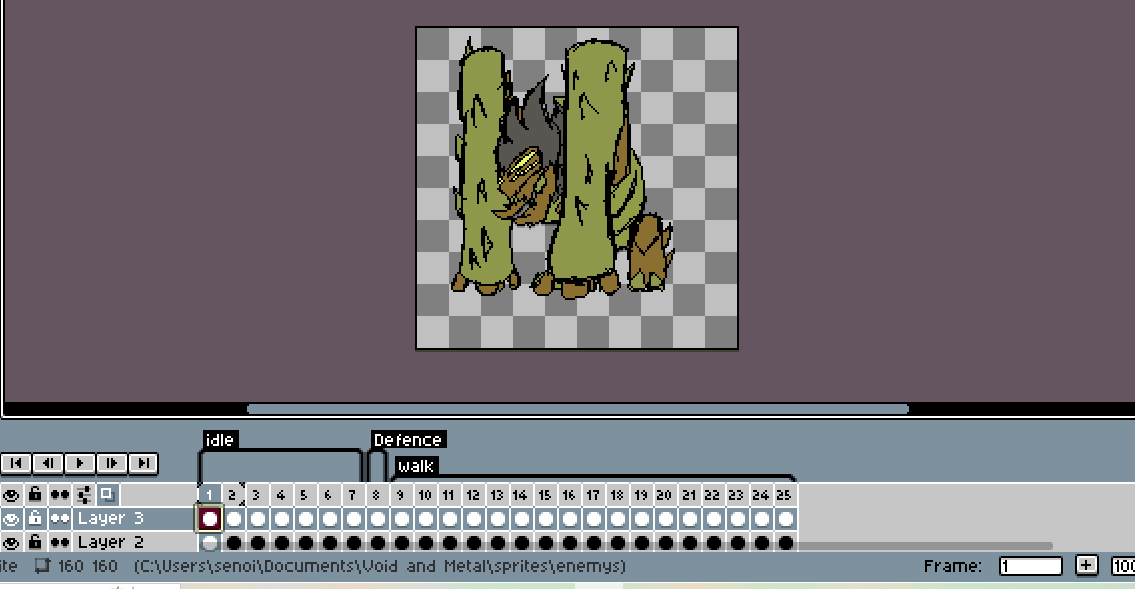 idle
Defence
walk
1 2 3 4 5 6 7 8 9 10 11 12 13 14 15 16 17 18 19 20 21 22 23 24 25
Layer 3
Layer 2
ite 160 160 (C:\Users\senoi\Documents\Void and Metal\sprites\enemys) Frame: 1 + 100